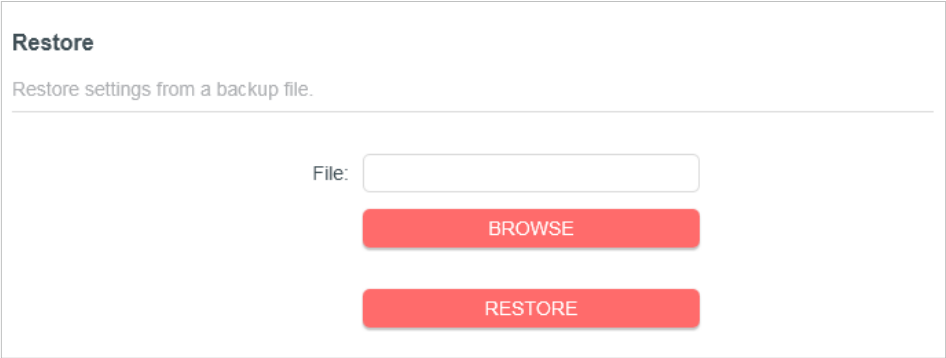 Restore
Restore settings from a backup file.
File:
BROWSE
RESTORE